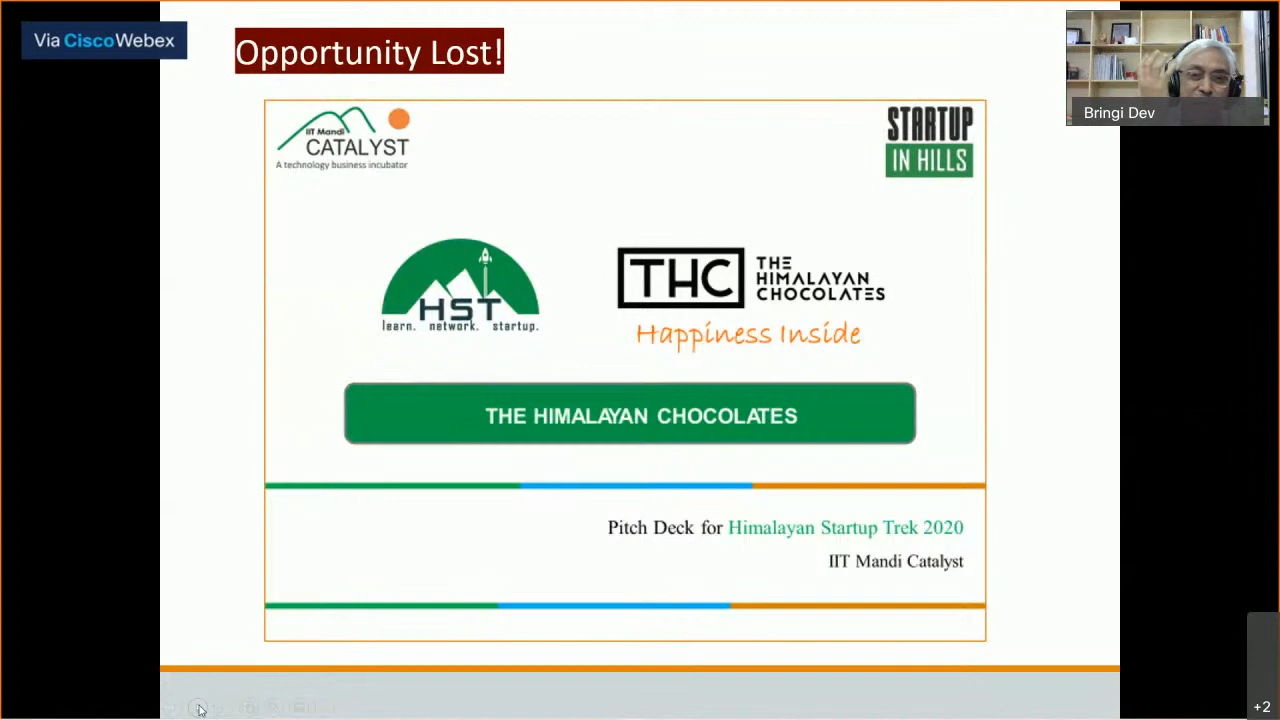 Via Cisco Webex
Opportunity Lost!
Bringi Dev
IIT Mandi
CATALYST
A technology business incubator
STARTUP
IN HILLS
HST
learn. network. startup.
THC
THE
HIMALAYAN
CHOCOLATES
Happiness Inside
THE HIMALAYAN CHOCOLATES
Pitch Deck for Himalayan Startup Trek 2020
IIT Mandi Catalyst
+2